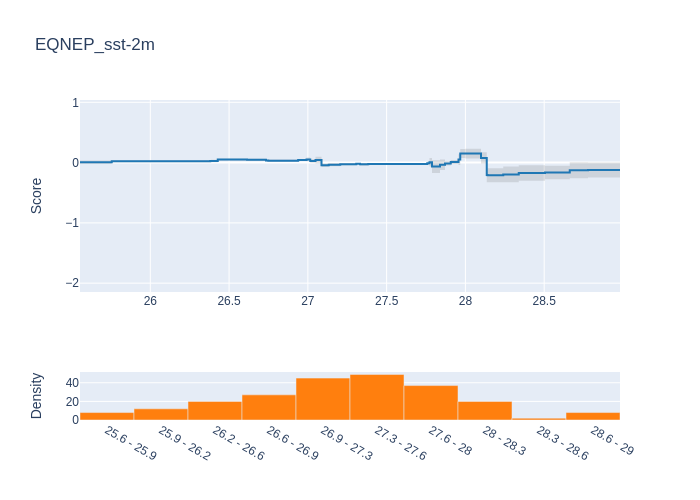 EQNEP_sst-2m
Score
1
0
−1
−2
26
26.5
27
27.5
28
28.5
Density
40
20
0
25.6 - 25.9
25.9 - 26.2
26.2 - 26.6
26.6 - 26.9
26.9 - 27.3
27.3 - 27.6
27.6 - 28
28 - 28.3
28.3 - 28.6
28.6 - 29